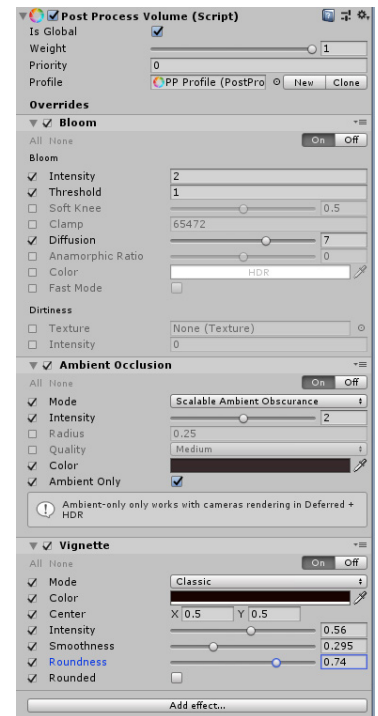 Post Process Volume (Script)
Is Global
Weight 1
Priority 0
Profile PP Profile (PostPro New Clone
Overrides
Bloom
All None On Off
Bloom
Intensity 2
Threshold 1
Soft Knee 0.5
Clamp 65472
Diffusion 7
Anamorphic Ratio 0
Color HDR
Fast Mode
Dirtiness
Texture None (Texture)
Intensity 0
Ambient Occlusion
All None On Off
Mode Scalable Ambient Obscurance
Intensity 2
Radius 0.25
Quality Medium
Color
Ambient Only
Ambient-only only works with cameras rendering in Deferred +
HDR
Vignette
All None On Off
Mode Classic
Color
Center X 0.5 Y 0.5
Intensity 0.56
Smoothness 0.295
Roundness 0.74
Rounded
Add effect...